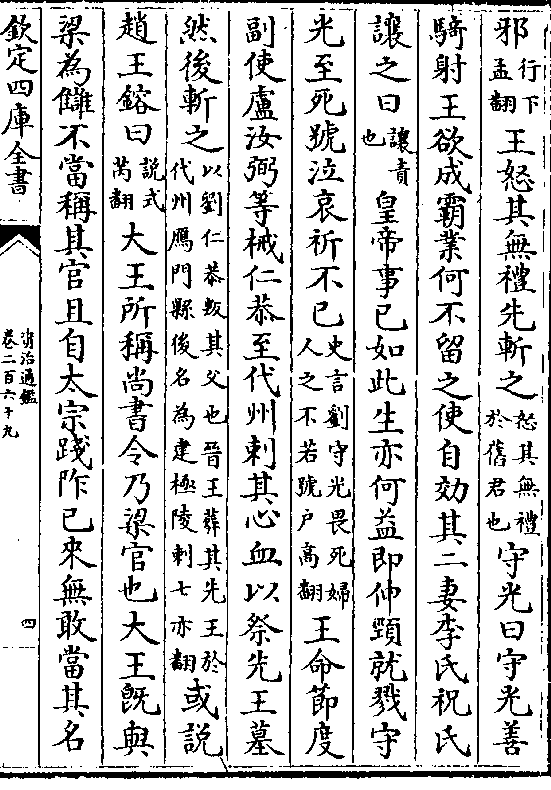 邪行下孟翻王怒其無禮先斬之怒其無禮於舊君也守光曰守光善
騎射王欲成霸業何不留之使自效其二妻李氏祝氏
讓之曰讓責也皇帝事已如此生亦何益即伸頸就戮守
光至死號泣哀祈不已史言劉守光畏死婦人之不若號户高翻王命節度
副使盧汝弼等械仁恭至代州刺其心血以祭先王墓
然後斬之以劉仁恭叛其父也晉王葬其先王於代州鴈門縣後名為建極陵刺七亦翻或説
趙王鎔曰説式芮翻大王所稱尚書令乃梁官也大王既與
梁為讎不當稱其官且自太宗踐阼已來無敢當其名
欽定四庫全書
資治通鑑
卷二百六十九
四